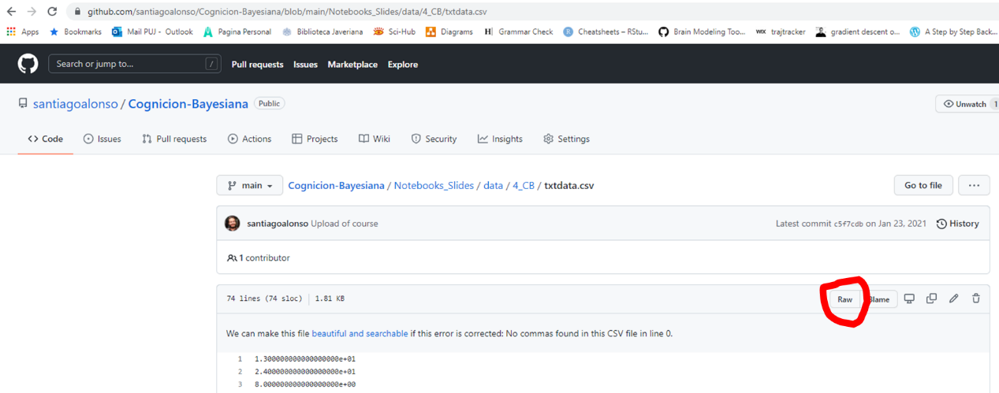 github.com/santiagoalonso/Cognicion-Bayesiana/blob/main/Notebooks_Slides/data/4_CB/txtdata.csv
Apps Bookmarks Mail PUJ - Outlook Pagina Personal Biblioteca Javeriana Sci-Hub Diagrams H| Grammar Check R Cheatsheets – RStu... Brain Modeling Too... WIX trajtracker gradient descent o... A Step by Step Back...
Search or jump to... / Pull requests Issues Marketplace Explore
santiagoalonso / Cognicion-Bayesiana Public Unwatch 1
<> Code Issues Pull requests Actions Projects Wiki Security Insights Settings
main Cognicion-Bayesiana / Notebooks_Slides / data / 4_CB / txtdata.csv Go to file ...
santiagoalonso Upload of course Latest commit c5f7cdb on Jan 23, 2021 History
1 contributor
74 lines (74 sloc) 1.81 KB Raw Blame
We can make this file beautiful and searchable if this error is corrected: No commas found in this CSV file in line 0.
1 1.300000000000000000e+01
2 2.400000000000000000e+01
3 8.000000000000000000e+00